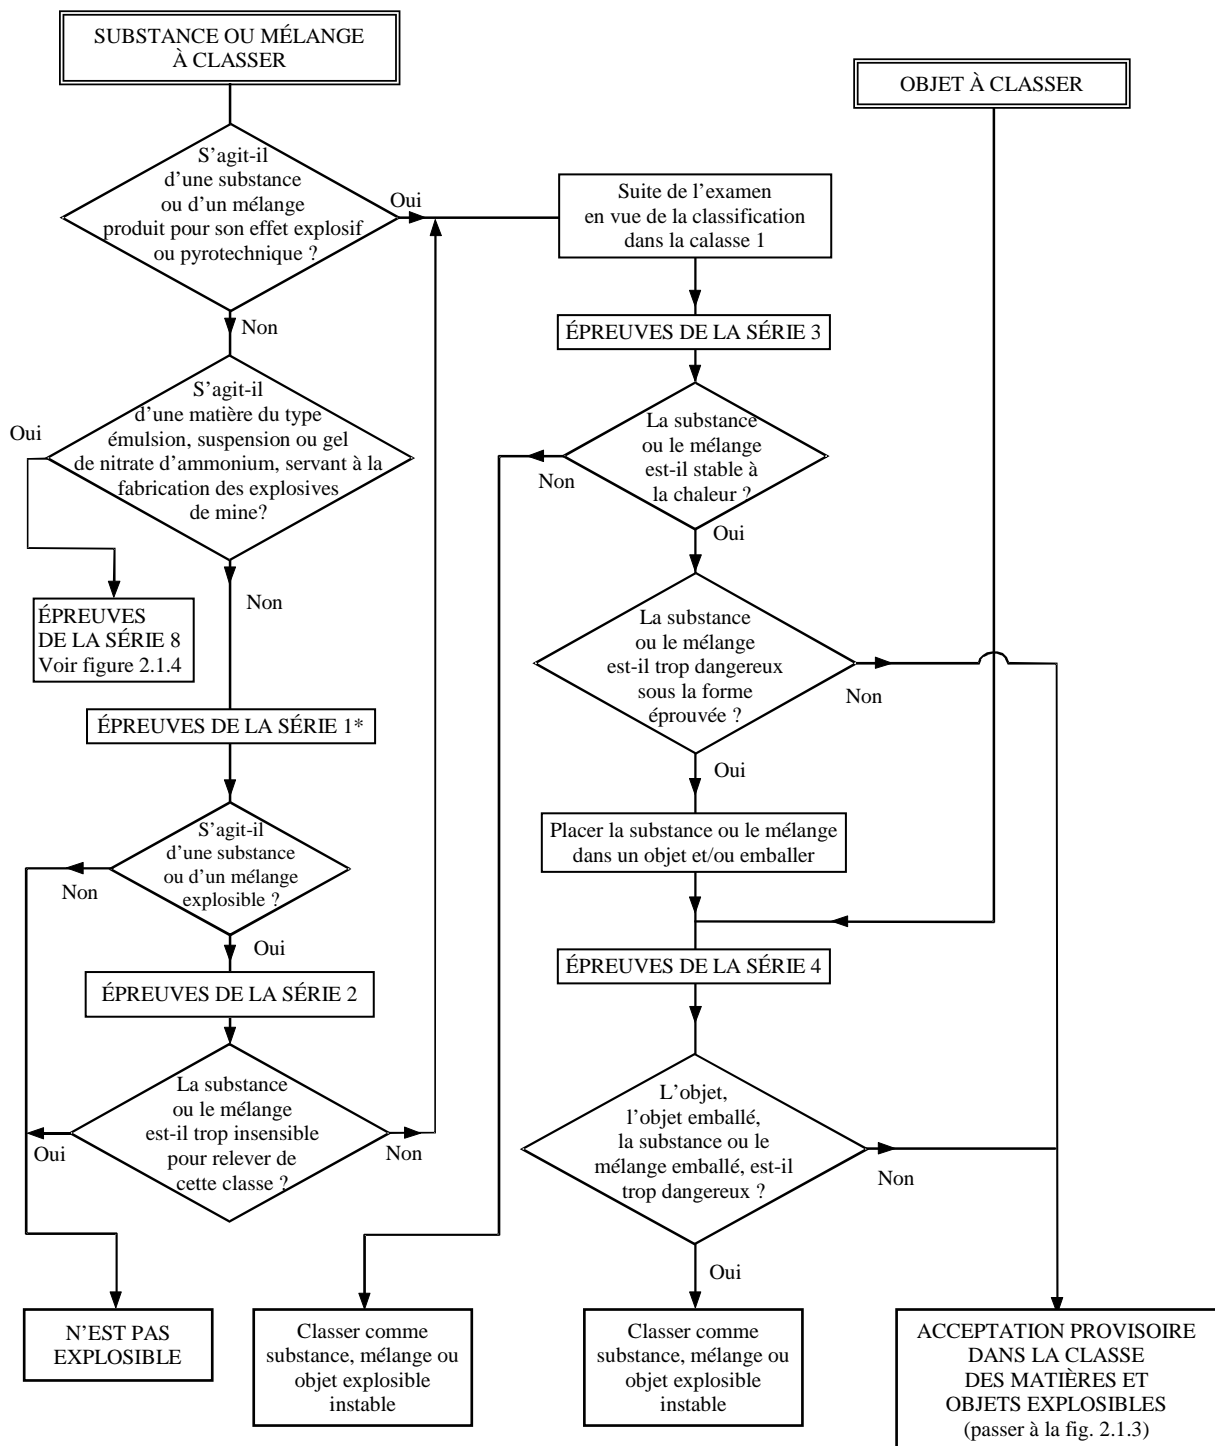 SUBSTANCE OU MÉLANGE
À CLASSER
OBJET À CLASSER
S’agit-il
d’une substance
ou d’un mélange
produit pour son effet explosif
ou pyrotechnique ?
Oui
Suite de l’examen
en vue de la classification
dans la calasse 1
Non
ÉPREUVES DE LA SÉRIE 3
S’agit-il
d’une matière du type
émulsion, suspension ou gel
de nitrate d’ammonium, servant à la
fabrication des explosives
de mine?
Oui
La substance
ou le mélange
est-il stable à
la chaleur ?
Non
Oui
Non
ÉPREUVES
DE LA SÉRIE 8
Voir figure 2.1.4
La substance
ou le mélange
est-il trop dangereux
sous la forme
éprouvée ?
Non
Oui
ÉPREUVES DE LA SÉRIE 1*
Placer la substance ou le mélange
dans un objet et/ou emballer
S’agit-il
d’une substance
ou d’un mélange
explosible ?
Non
Oui
ÉPREUVES DE LA SÉRIE 4
ÉPREUVES DE LA SÉRIE 2
La substance
ou le mélange
est-il trop insensible
pour relever de
cette classe ?
Oui
Non
L’objet,
l’objet emballé,
la substance ou le
mélange emballé, est-il
trop dangereux ?
Non
Oui
N’EST PAS
EXPLOSIBLE
Classer comme
substance, mélange ou
objet explosible
instable
Classer comme
substance, mélange ou
objet explosible
instable
ACCEPTATION PROVISOIRE
DANS LA CLASSE
DES MATIÈRES ET
OBJETS EXPLOSIBLES
(passer à la fig. 2.1.3)